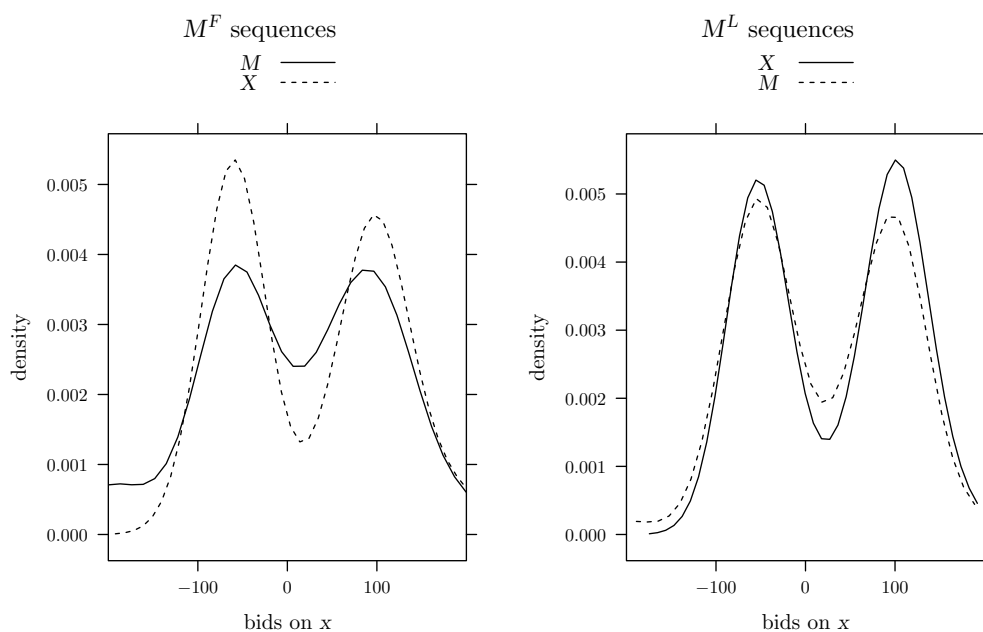 M^F sequences
M
X
density
0.005
0.004
0.003
0.002
0.001
0.000
−100 0 100
bids on x
M^L sequences
X
M
density
0.005
0.004
0.003
0.002
0.001
0.000
−100 0 100
bids on x